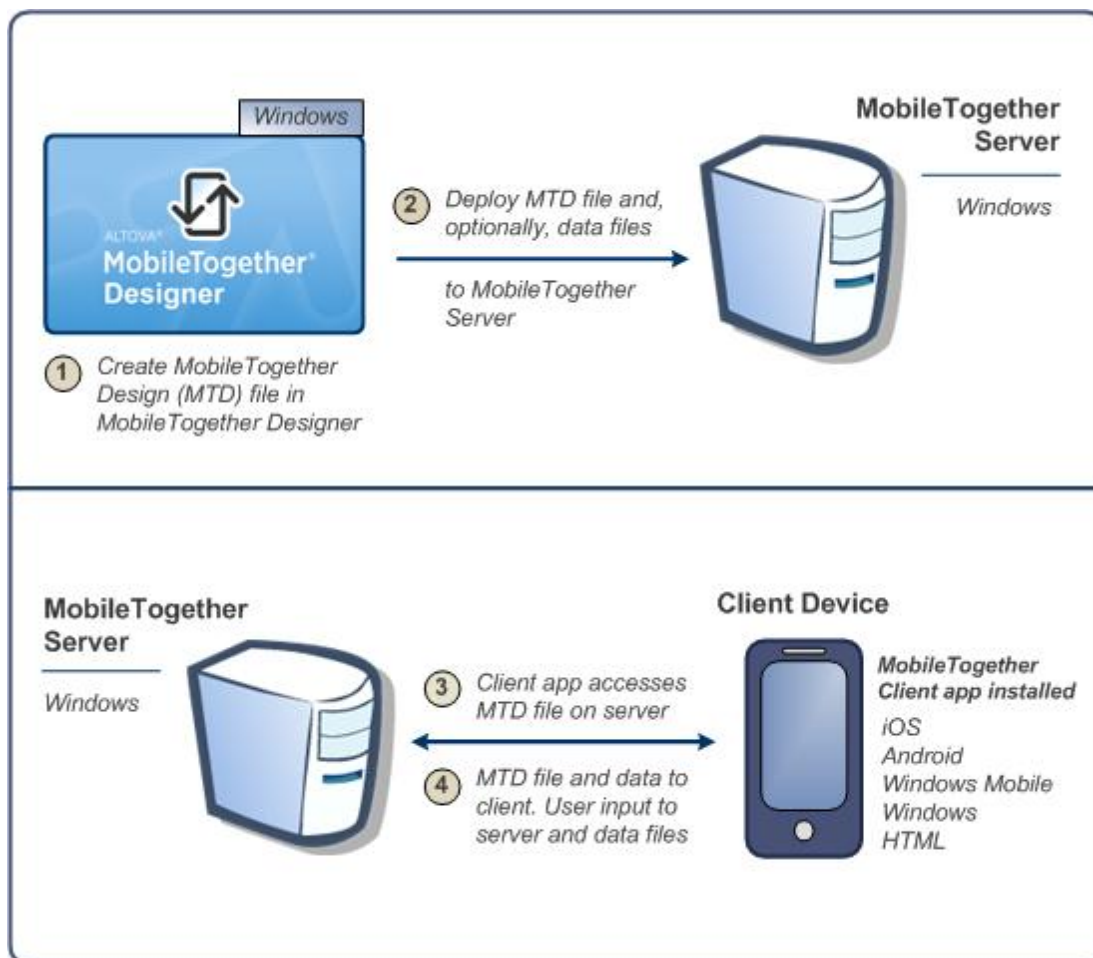 Windows
ALTOVA®
MobileTogether®
Designer
1 Create MobileTogether
Design (MTD) file in
MobileTogether Designer
2 Deploy MTD file and,
optionally, data files
to MobileTogether
Server
MobileTogether
Server
Windows
MobileTogether
Server
Windows
3 Client app accesses
MTD file on server
4 MTD file and data to
client. User input to
server and data files
Client Device
MobileTogether
Client app installed
iOS
Android
Windows Mobile
Windows
HTML